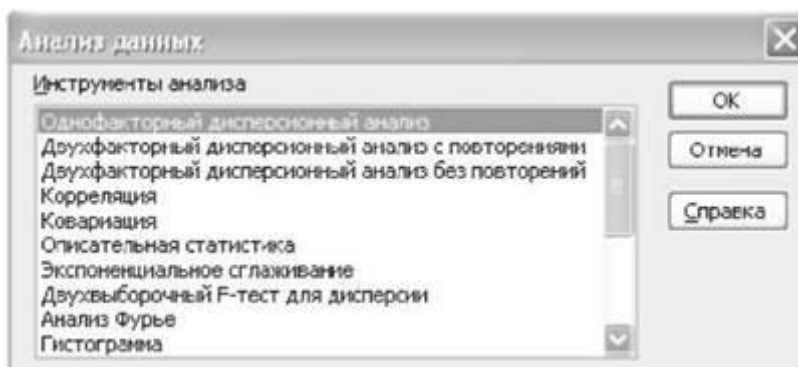 Анализ данных
Инструменты анализа
Однофакторный дисперсионный анализ
Двухфакторный дисперсионный анализ с повторениями
Двухфакторный дисперсионный анализ без повторений
Корреляция
Ковариация
Описательная статистика
Экспоненциальное сглаживание
Двухвыборочный F-тест для дисперсии
Анализ Фурье
Гистограмма
ОК
Отмена
Справка